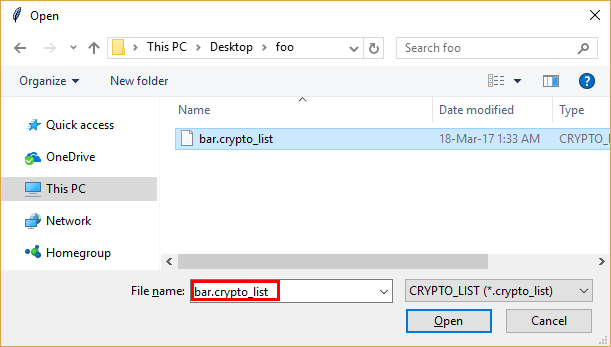 Open
This PC > Desktop > foo
Search foo
Organize
New folder
?
Name
Date modified
Type
Quick access
OneDrive
This PC
Network
Homegroup
bar.crypto_list
18-Mar-17 1:33 AM
CRYPTO_
File name:
bar.crypto_list
CRYPTO_LIST (*.crypto_list)
Open
Cancel